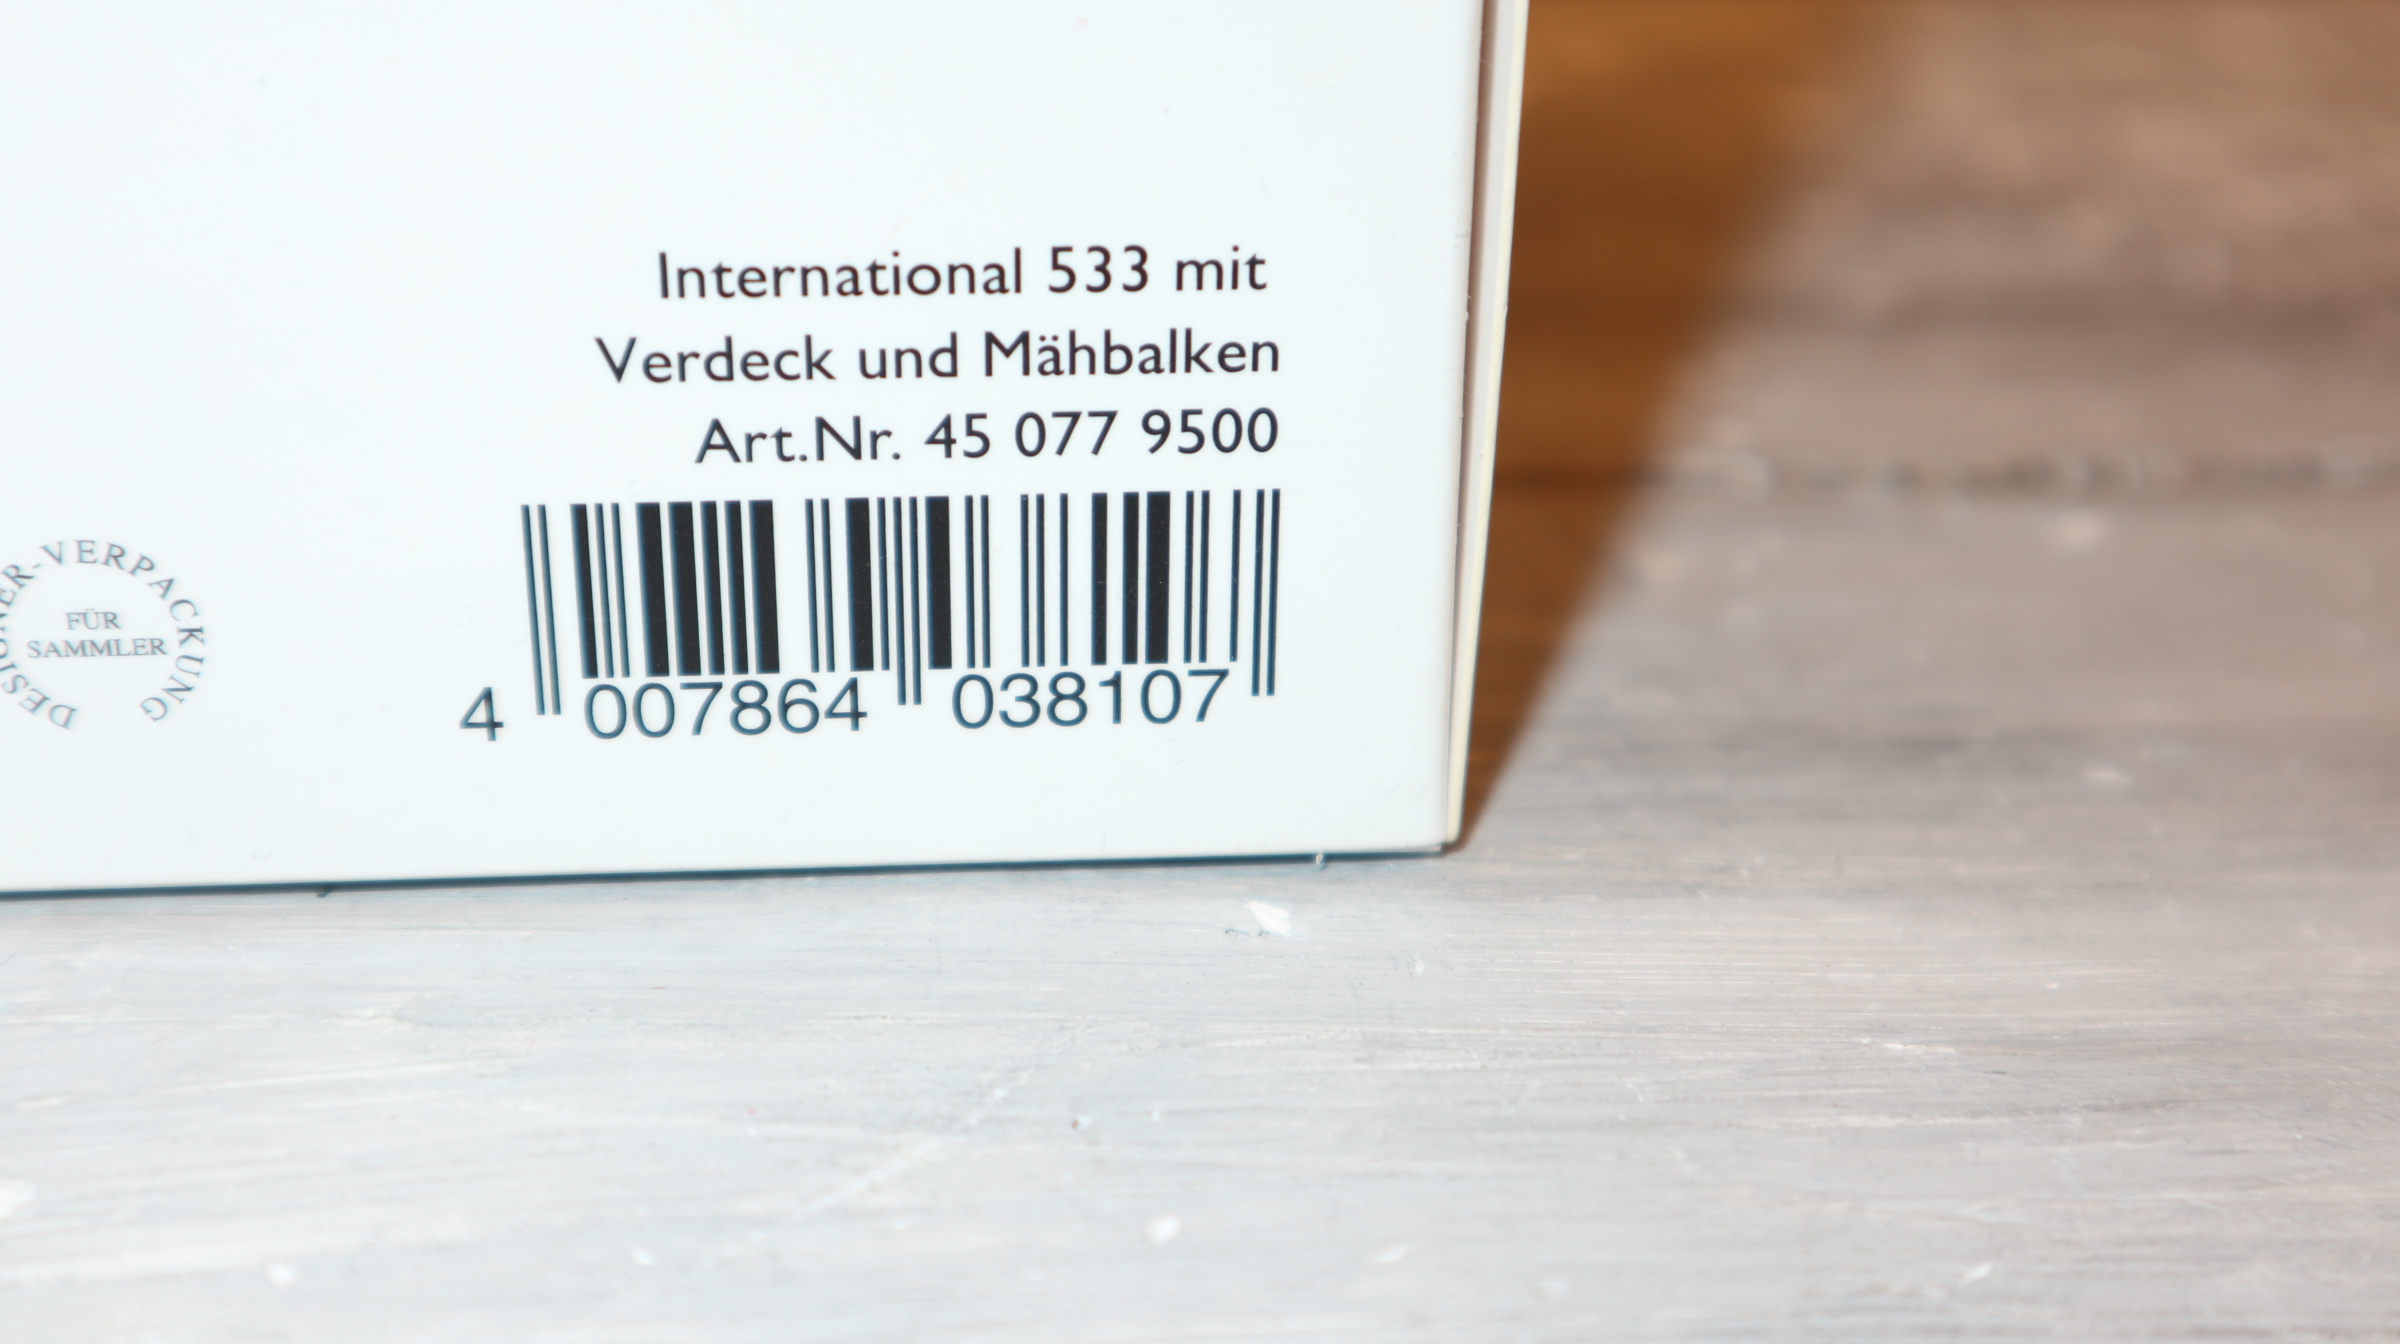 International 533 mit
Verdeck und Mähbalken
Art.Nr. 45 077 9500
4 007864 038107
DESIGNER-VERPACKUNG
FÜR
SAMMLER